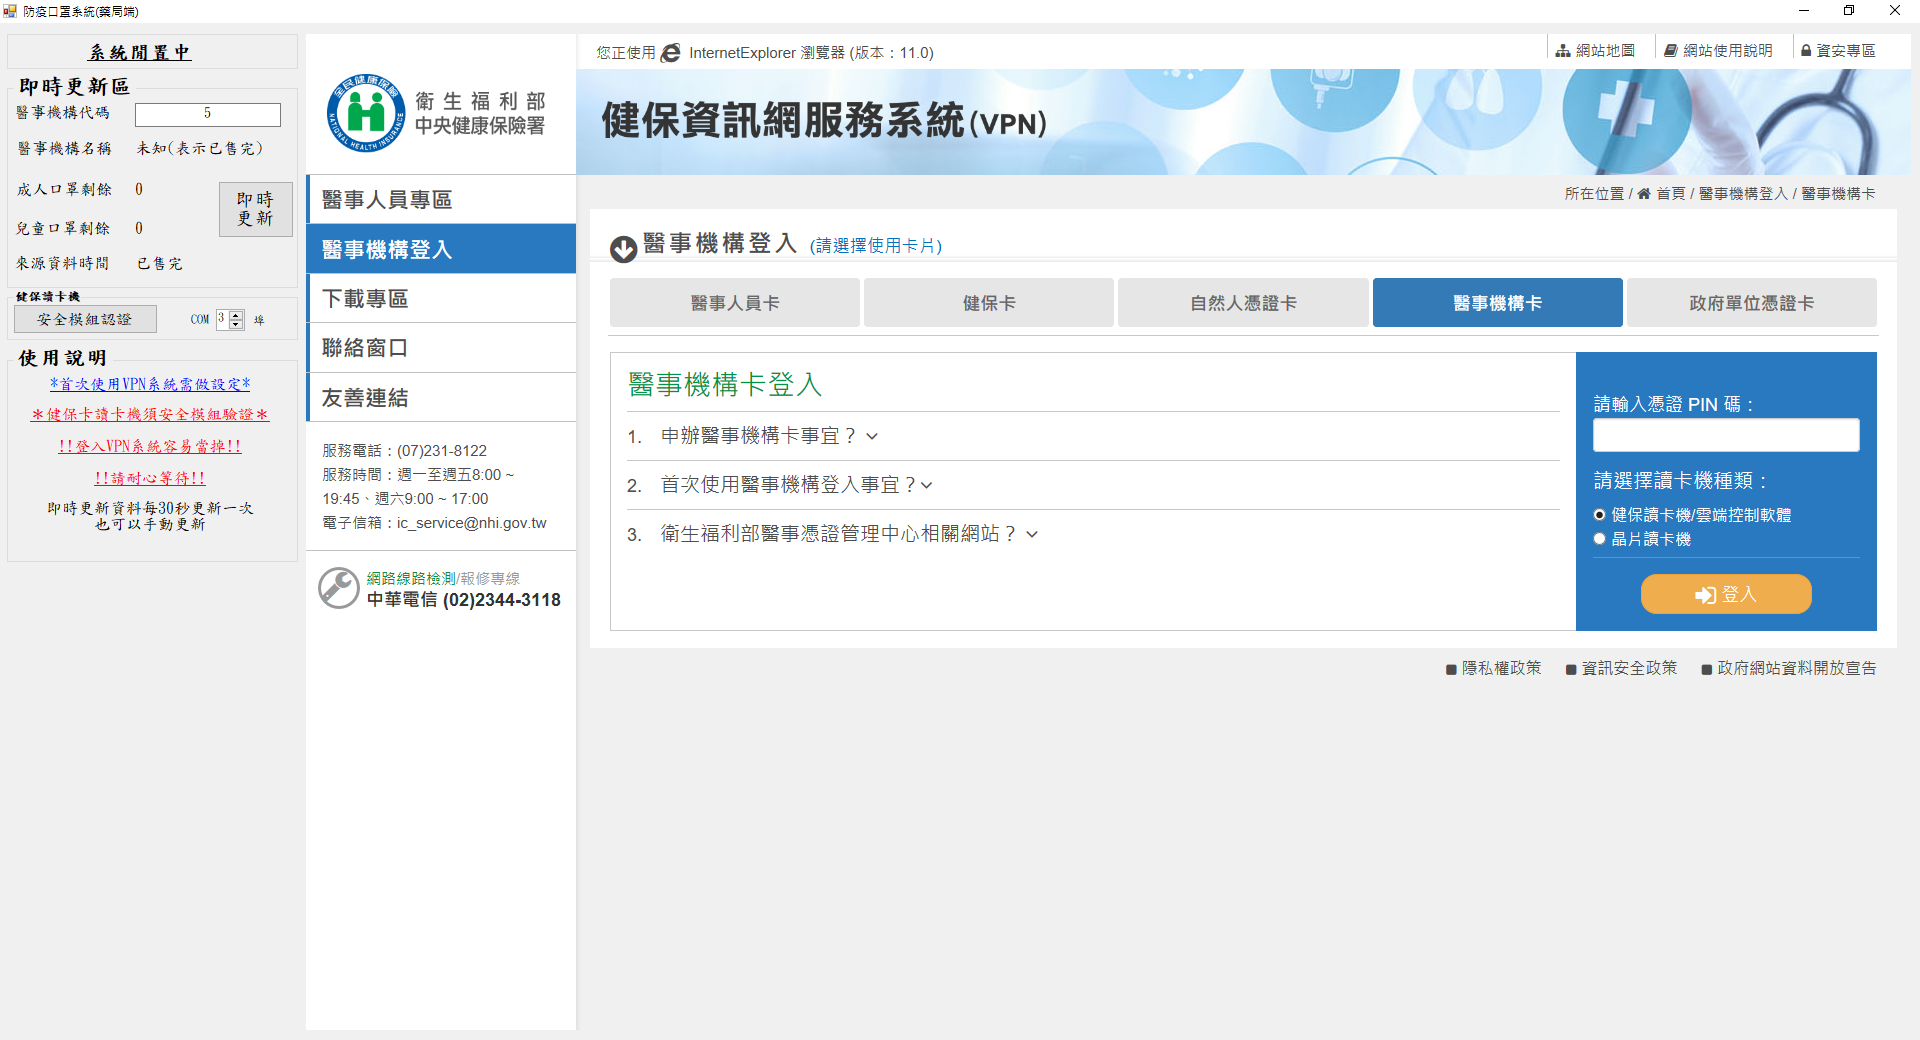 防疫口罩系統(藥局端)
系統閒置中
即時更新區
醫事機構代碼 5
醫事機構名稱 未知(表示已售完)
成人口罩剩餘 0
兒童口罩剩餘 0
即時
更新
來源資料時間 已售完
健保讀卡機
安全模組認證 COM 3 埠
使用說明
*首次使用VPN系統需做設定*
*健保卡讀卡機須安全模組驗證*
!!登入VPN系統容易當掉!!
!!請耐心等待!!
即時更新資料每30秒更新一次
也可以手動更新
全民健康保險
NATIONAL HEALTH INSURANCE
衛生福利部
中央健康保險署
醫事人員專區
醫事機構登入
下載專區
聯絡窗口
友善連結
服務電話：(07)231-8122
服務時間：週一至週五8:00 ~
19:45、週六9:00 ~ 17:00
電子信箱：ic_service@nhi.gov.tw
網路線路檢測/報修專線
中華電信 (02)2344-3118
您正使用 InternetExplorer 瀏覽器 (版本：11.0)
網站地圖 網站使用說明 資安專區
健保資訊網服務系統(VPN)
所在位置 / 首頁 / 醫事機構登入 / 醫事機構卡
醫事機構登入 (請選擇使用卡片)
醫事人員卡 健保卡 自然人憑證卡 醫事機構卡 政府單位憑證卡
醫事機構卡登入
1. 申辦醫事機構卡事宜？
2. 首次使用醫事機構登入事宜？
3. 衛生福利部醫事憑證管理中心相關網站？
請輸入憑證 PIN 碼：
請選擇讀卡機種類：
健保讀卡機/雲端控制軟體
晶片讀卡機
登入
隱私權政策 資訊安全政策 政府網站資料開放宣告